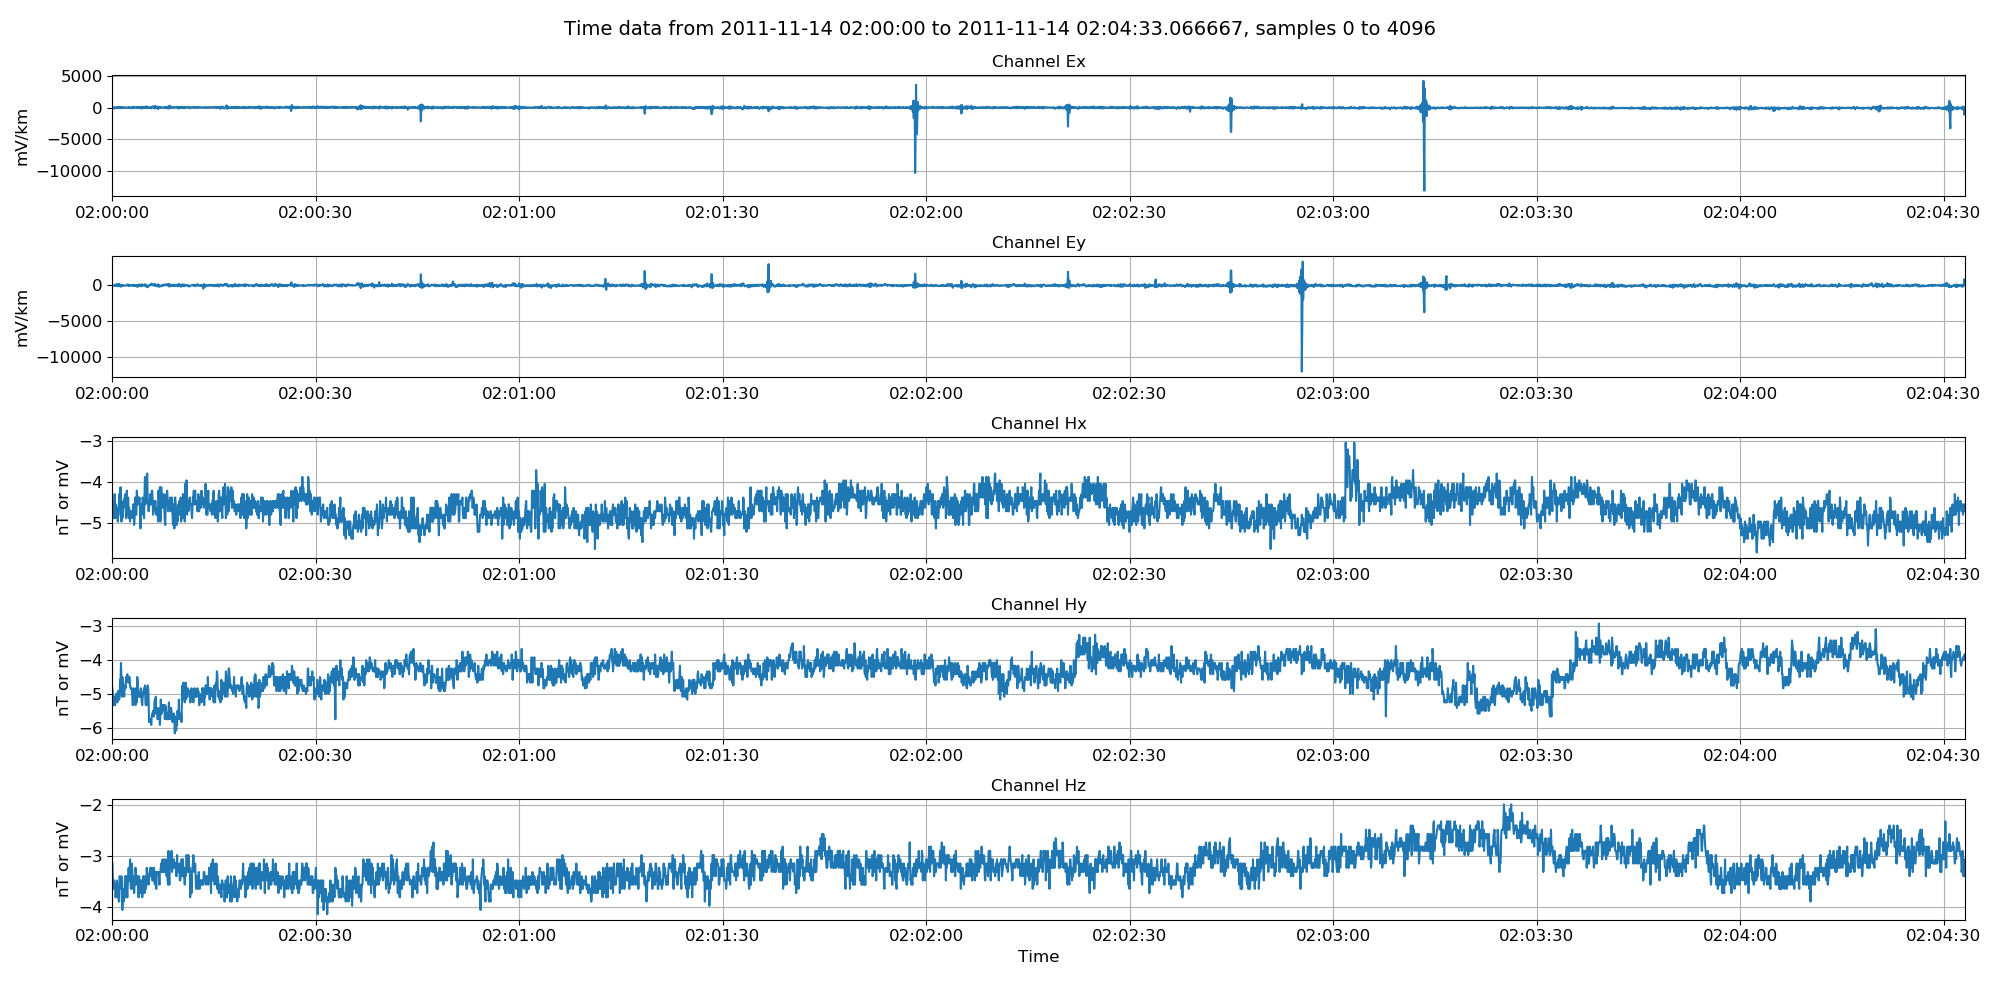 Time data from 2011-11-14 02:00:00 to 2011-11-14 02:04:33.066667, samples 0 to 4096
Channel Ex
mV/km
5000
0
−5000
−10000
02:00:00 02:00:30 02:01:00 02:01:30 02:02:00 02:02:30 02:03:00 02:03:30 02:04:00 02:04:30
Channel Ey
mV/km
0
−5000
−10000
02:00:00 02:00:30 02:01:00 02:01:30 02:02:00 02:02:30 02:03:00 02:03:30 02:04:00 02:04:30
Channel Hx
nT or mV
−3
−4
−5
02:00:00 02:00:30 02:01:00 02:01:30 02:02:00 02:02:30 02:03:00 02:03:30 02:04:00 02:04:30
Channel Hy
nT or mV
−3
−4
−5
−6
02:00:00 02:00:30 02:01:00 02:01:30 02:02:00 02:02:30 02:03:00 02:03:30 02:04:00 02:04:30
Channel Hz
nT or mV
−2
−3
−4
02:00:00 02:00:30 02:01:00 02:01:30 02:02:00 02:02:30 02:03:00 02:03:30 02:04:00 02:04:30
Time